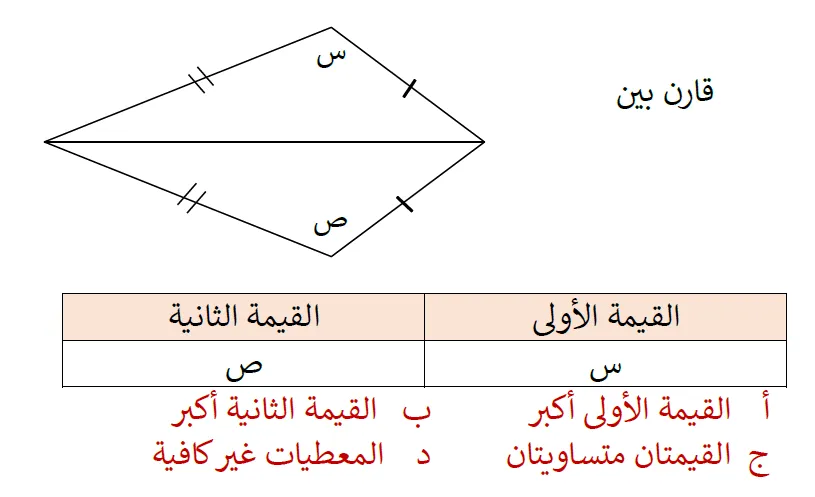 س
قارن بين
ص
القيمة الأولى القيمة الثانية
س ص
أ القيمة الأولى أكبر ب القيمة الثانية أكبر
ج القيمتان متساويتان د المعطيات غير كافية